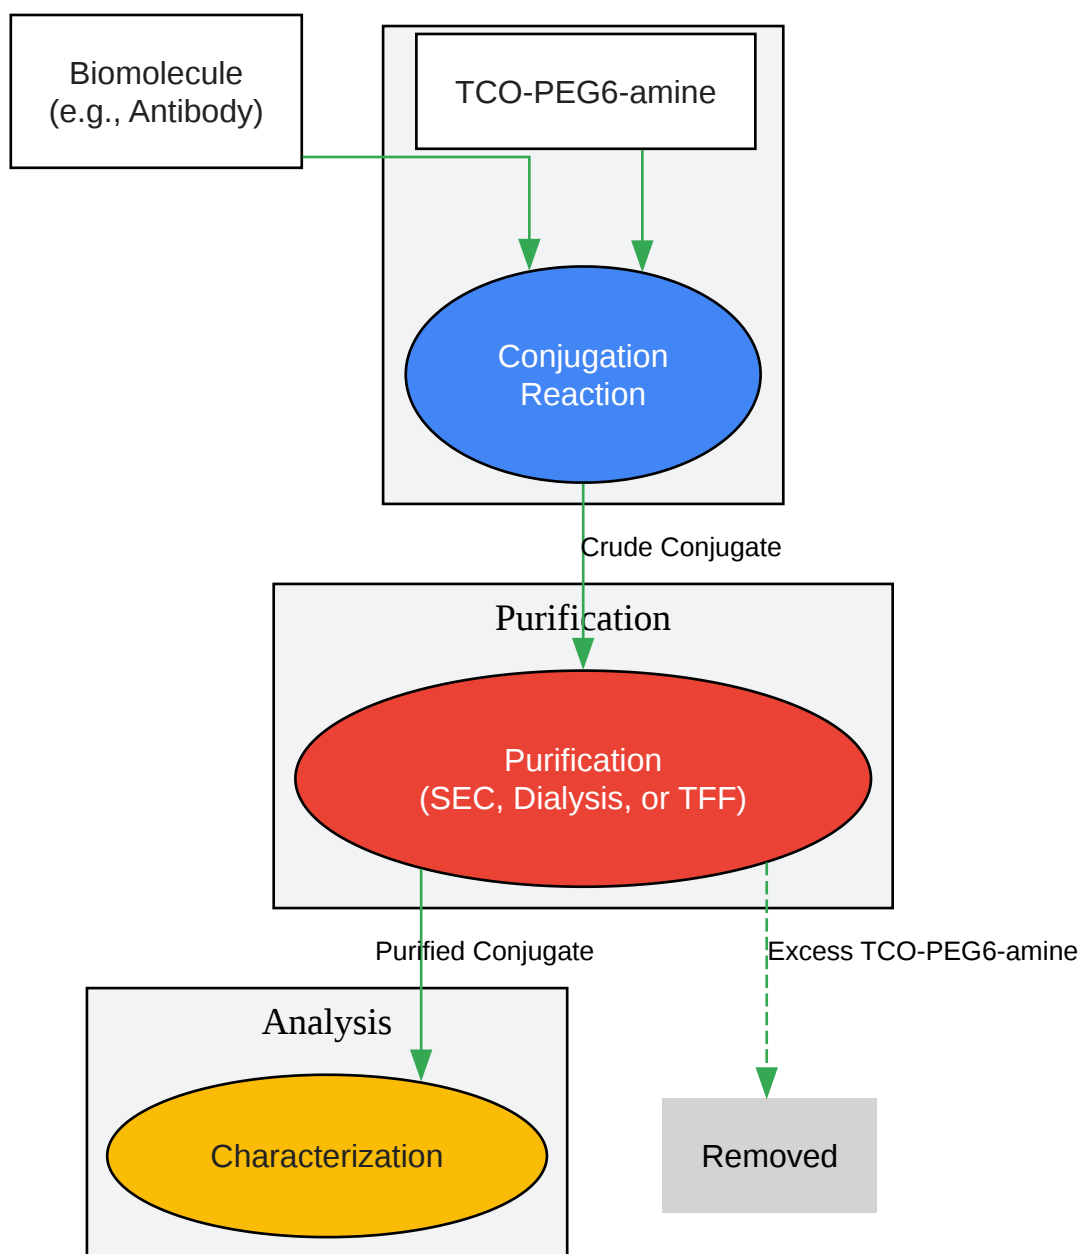 Biomolecule
(e.g., Antibody)
TCO-PEG6-amine
Conjugation
Reaction
Crude Conjugate
Purification
Purification
(SEC, Dialysis, or TFF)
Purified Conjugate
Excess TCO-PEG6-amine
Analysis
Characterization
Removed